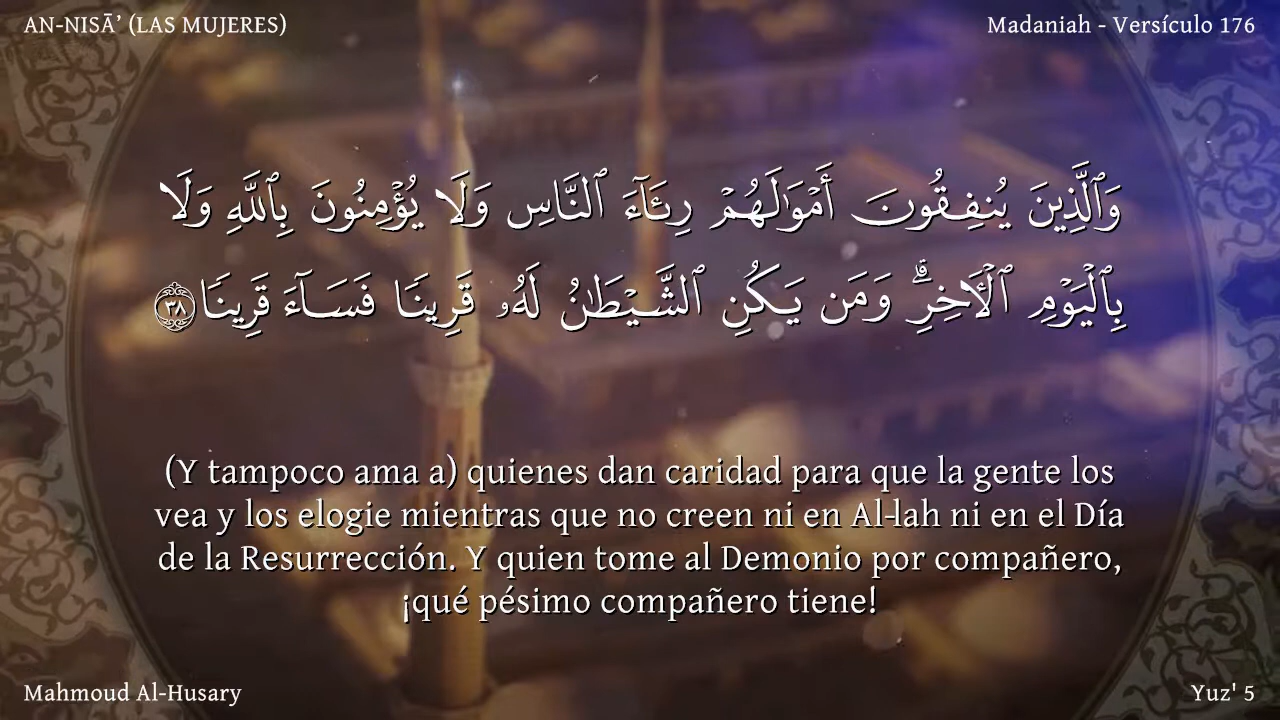 AN-NISĀ’ (LAS MUJERES)
Madaniah - Versículo 176
وَٱلَّذِينَ يُنفِقُونَ أَمْوَٰلَهُمْ رِئَآءَ ٱلنَّاسِ وَلَا يُؤْمِنُونَ بِٱللَّهِ وَلَا
بِٱلْيَوْمِ ٱلْـَٔاخِرِ ۗ وَمَن يَكُنِ ٱلشَّيْطَـٰنُ لَهُۥ قَرِينًا فَسَآءَ قَرِينًا ٣٨
(Y tampoco ama a) quienes dan caridad para que la gente los
vea y los elogie mientras que no creen ni en Al-lah ni en el Día
de la Resurrección. Y quien tome al Demonio por compañero,
¡qué pésimo compañero tiene!
Mahmoud Al-Husary
Yuz' 5